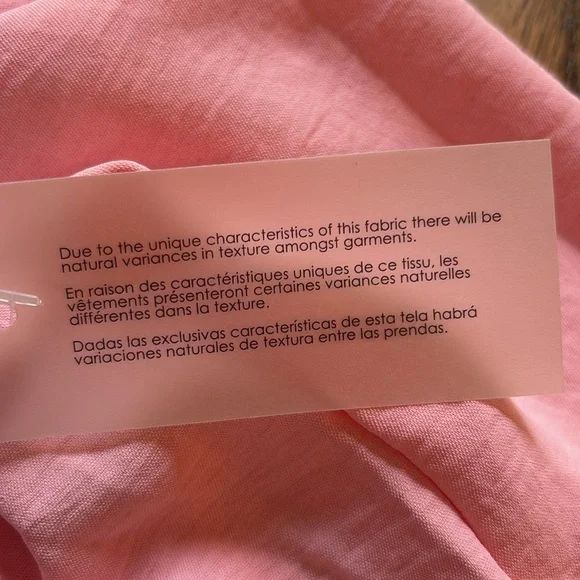 Due to the unique characteristics of this fabric there will be
natural variances in texture amongst garments.
En raison des caractéristiques uniques de ce tissu, les
vêtements présenteront certaines variances naturelles
différentes dans la texture.
Dadas las exclusivas características de esta tela habrá
variaciones naturales de textura entre las prendas.